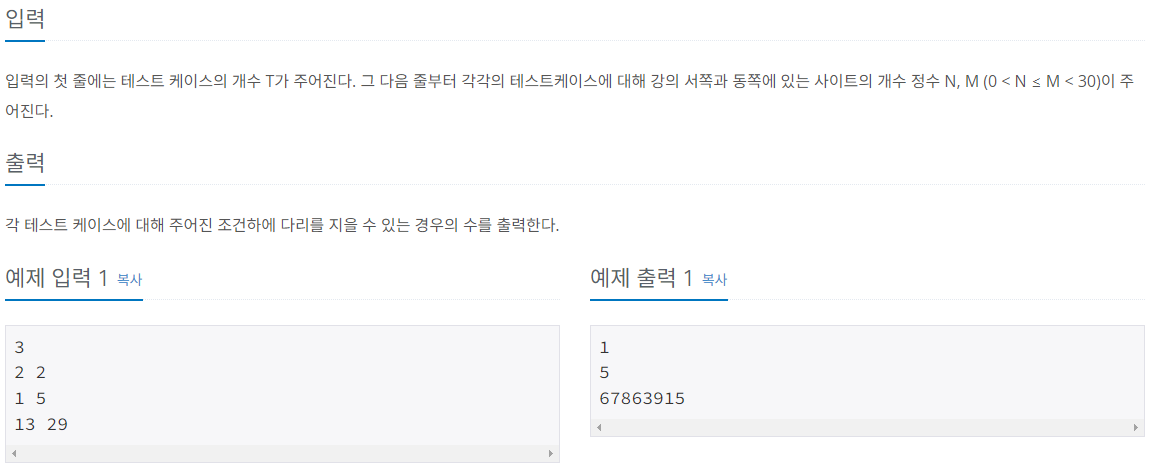 입력
입력의 첫 줄에는 테스트 케이스의 개수 T가 주어진다. 그 다음 줄부터 각각의 테스트케이스에 대해 강의 서쪽과 동쪽에 있는 사이트의 개수 정수 N, M (0 < N ≤ M < 30)이 주
어진다.
출력
각 테스트 케이스에 대해 주어진 조건하에 다리를 지을 수 있는 경우의 수를 출력한다.
예제 입력 1 복사
3
2 2
1 5
13 29
예제 출력 1 복사
1
5
67863915